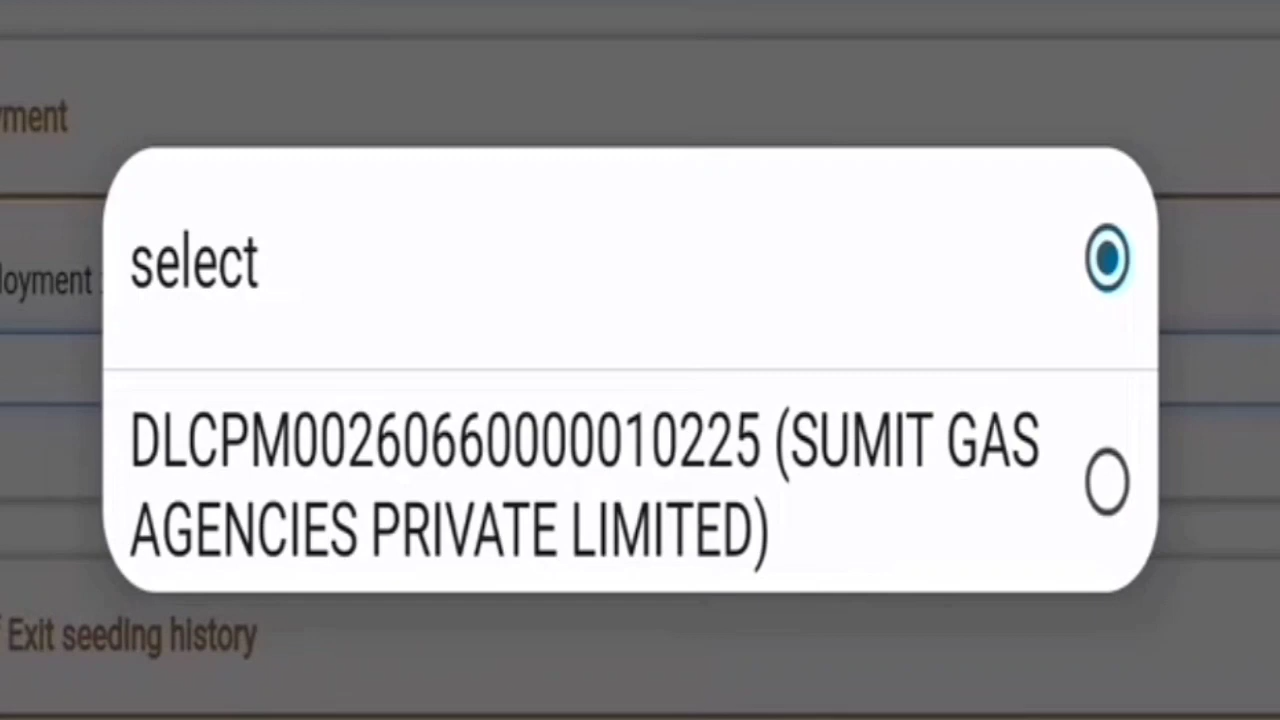 yment
select
loyment :
DLCPM00260660000010225 (SUMIT GAS
AGENCIES PRIVATE LIMITED)
Exit seeding history